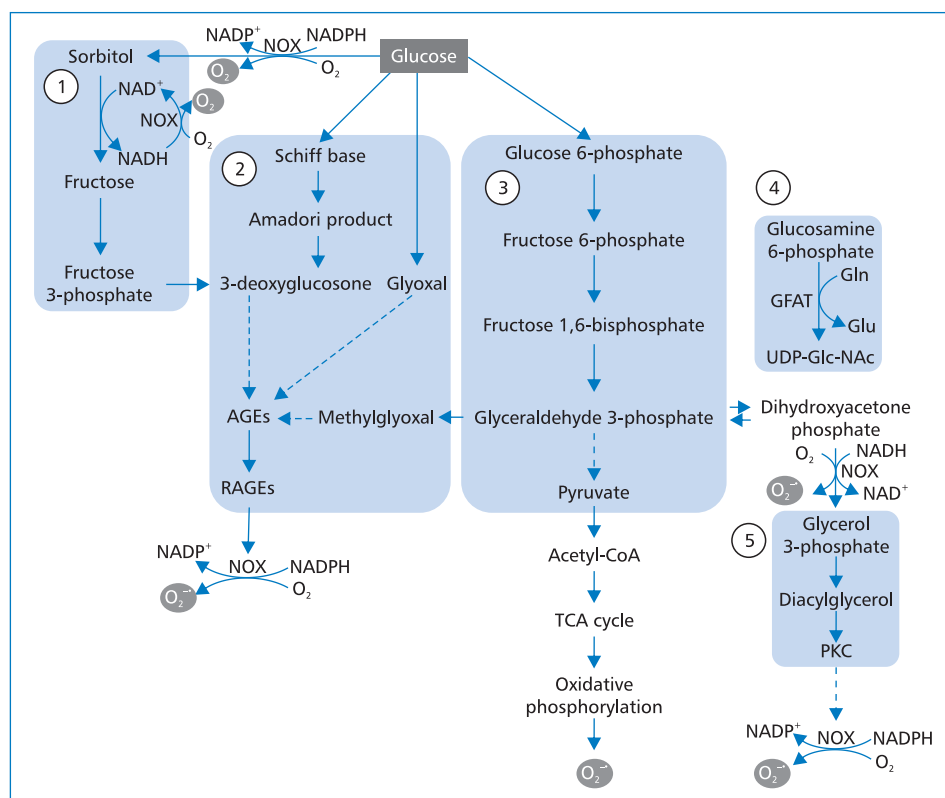 NADP⁺ NOX NADPH
Sorbitol
Glucose
O₂ O₂
1
NAD⁺
O₂
NOX
O₂
NADH
Fructose
Fructose
3-phosphate
2
Schiff base
Amadori product
3-deoxyglucosone Glyoxal
AGEs Methylglyoxal
RAGEs
NADP⁺ NOX NADPH
O₂⁻· O₂
3
Glucose 6-phosphate
Fructose 6-phosphate
Fructose 1,6-bisphosphate
Glyceraldehyde 3-phosphate
Pyruvate
Acetyl-CoA
TCA cycle
Oxidative
phosphorylation
O₂⁻·
4
Glucosamine
6-phosphate
Gln
GFAT
Glu
UDP-Glc-NAc
Dihydroxyacetone
phosphate
O₂ NADH
NOX
O₂⁻· NAD⁺
5
Glycerol
3-phosphate
Diacylglycerol
PKC
NADP⁺ NOX NADPH
O₂⁻· O₂